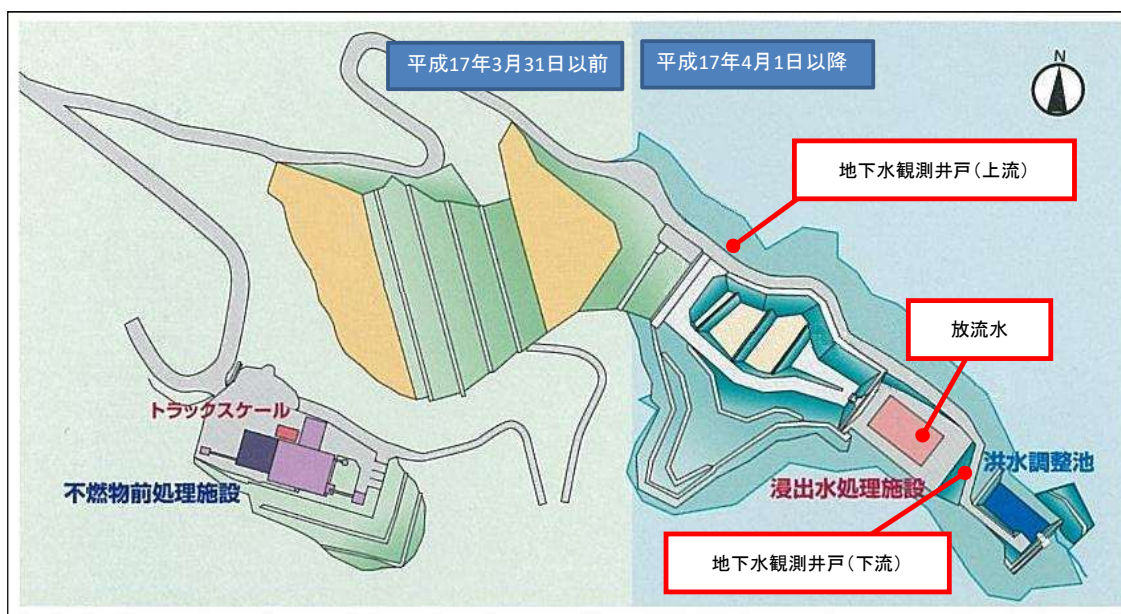 平成17年3月31日以前
平成17年4月1日以降
N
地下水観測井戸(上流)
放流水
トラックスケール
不燃物前処理施設
洪水調整池
浸出水処理施設
地下水観測井戸(下流)